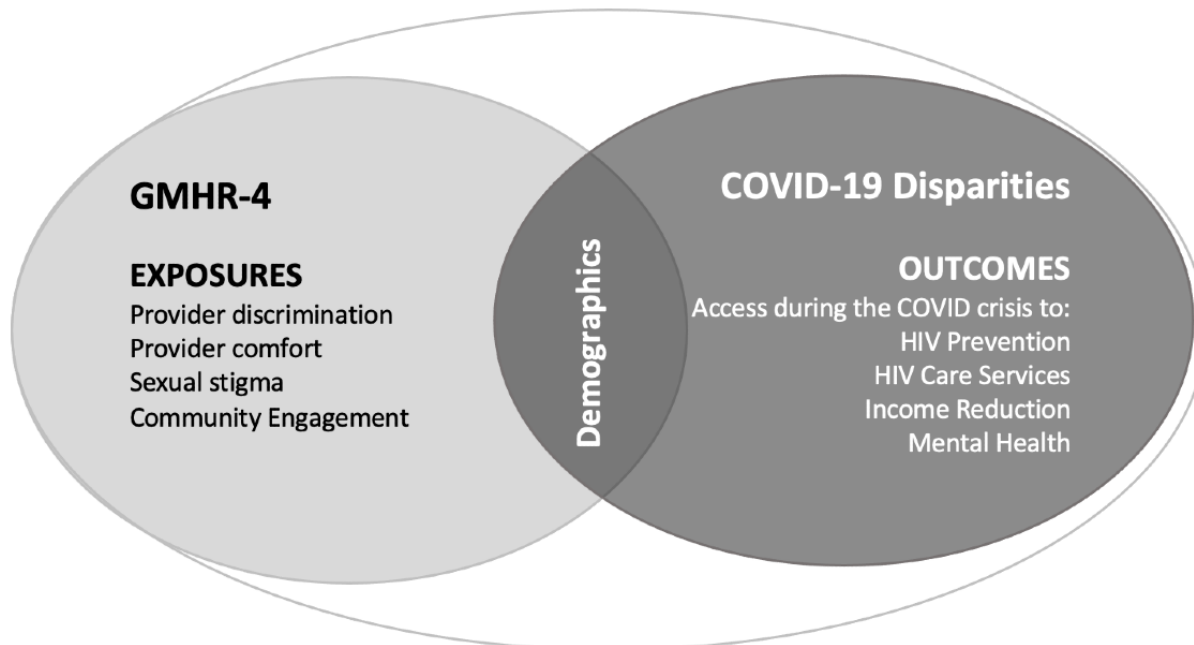 GMHR-4
EXPOSURES
Provider discrimination
Provider comfort
Sexual stigma
Community Engagement
Demographics
COVID-19 Disparities
OUTCOMES
Access during the COVID crisis to:
HIV Prevention
HIV Care Services
Income Reduction
Mental Health